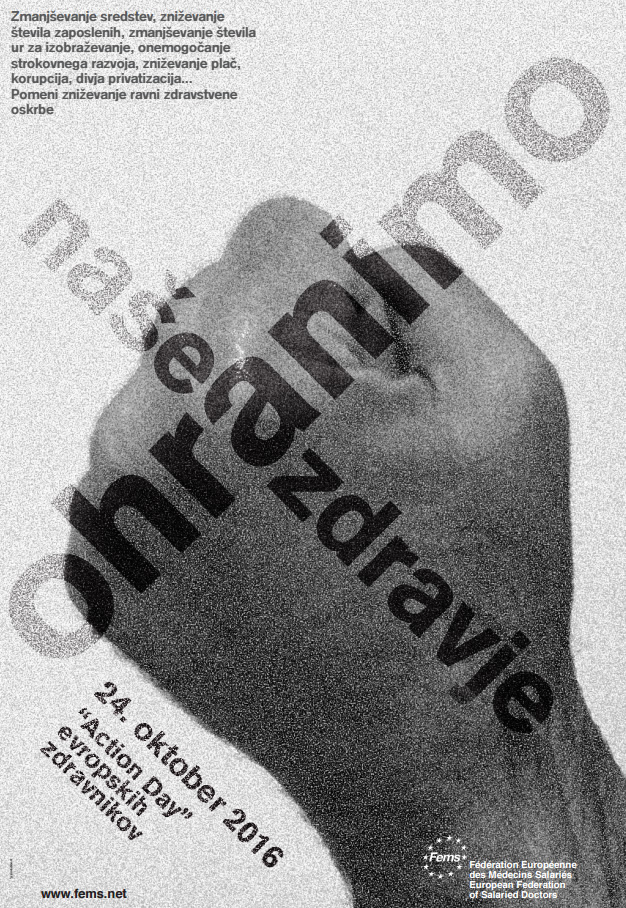 Zmanjševanje sredstev, zniževanje
števila zaposlenih, zmanjševanje števila
ur za izobraževanje, onemogočanje
strokovnega razvoja, zniževanje plač,
korupcija, divja privatizacija...
Pomeni zniževanje ravni zdravstvene
oskrbe
ohranimo
naše
zdravje
24. oktober 2016
“Action Day”
evropskih
zdravnikov
www.fems.net
Fems
Fédération Européenne
des Médecins Salariés
European Federation
of Salaried Doctors